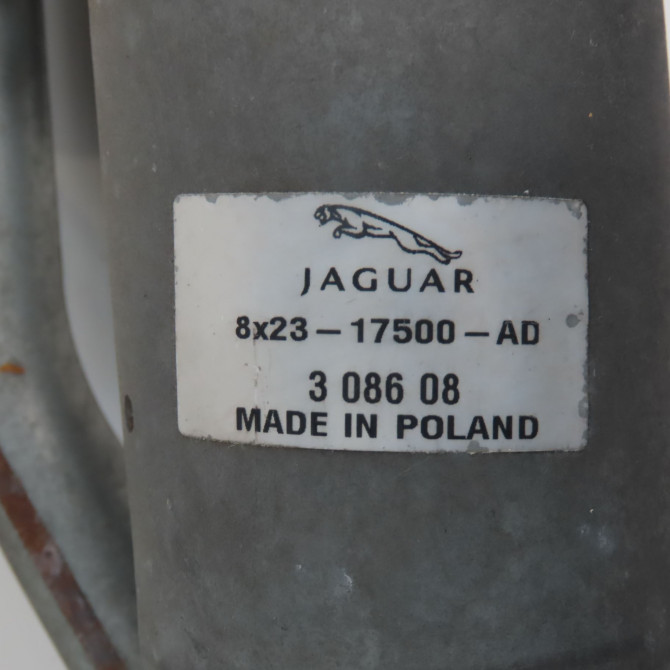 JAGUAR
8x23-17500-AD
3 086 08
MADE IN POLAND